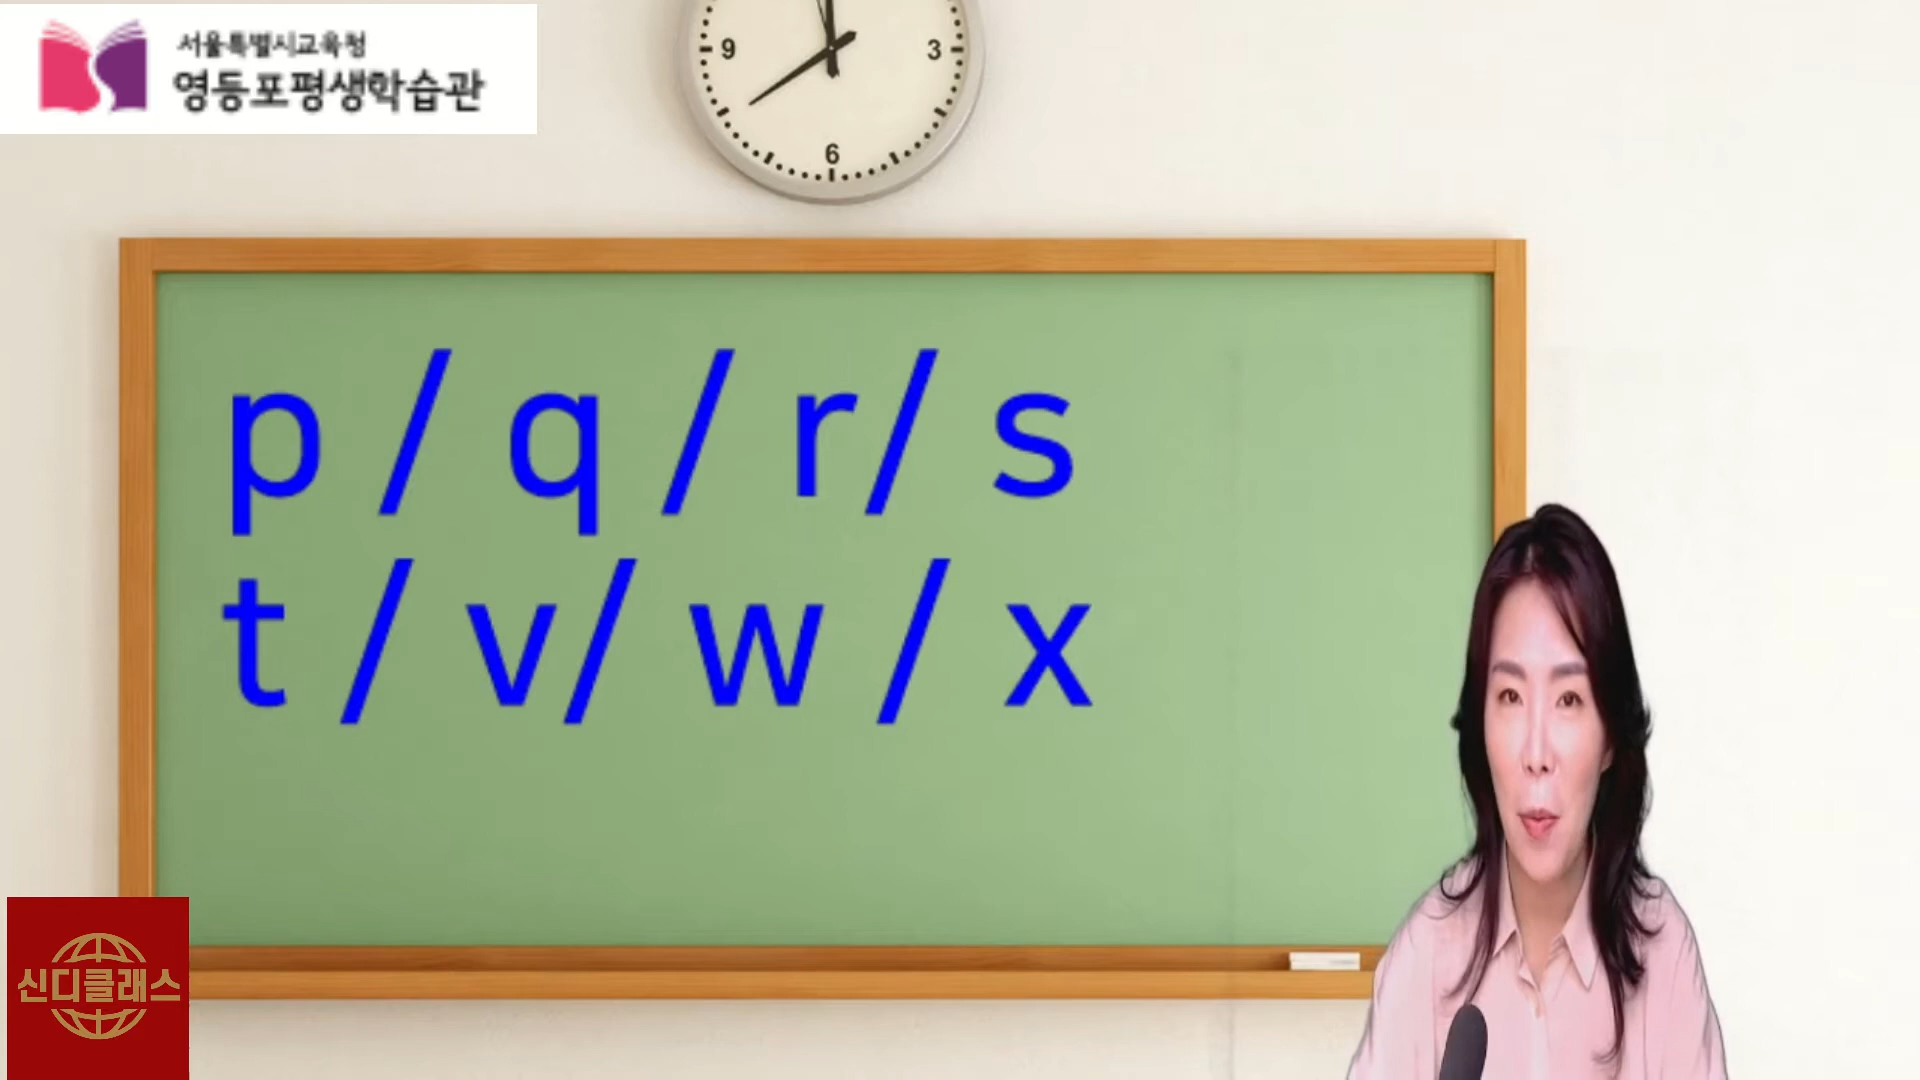 서울특별시교육청
영등포평생학습관
9 3
6
p / q / r/ s
t / v/ w / x
신디클래스